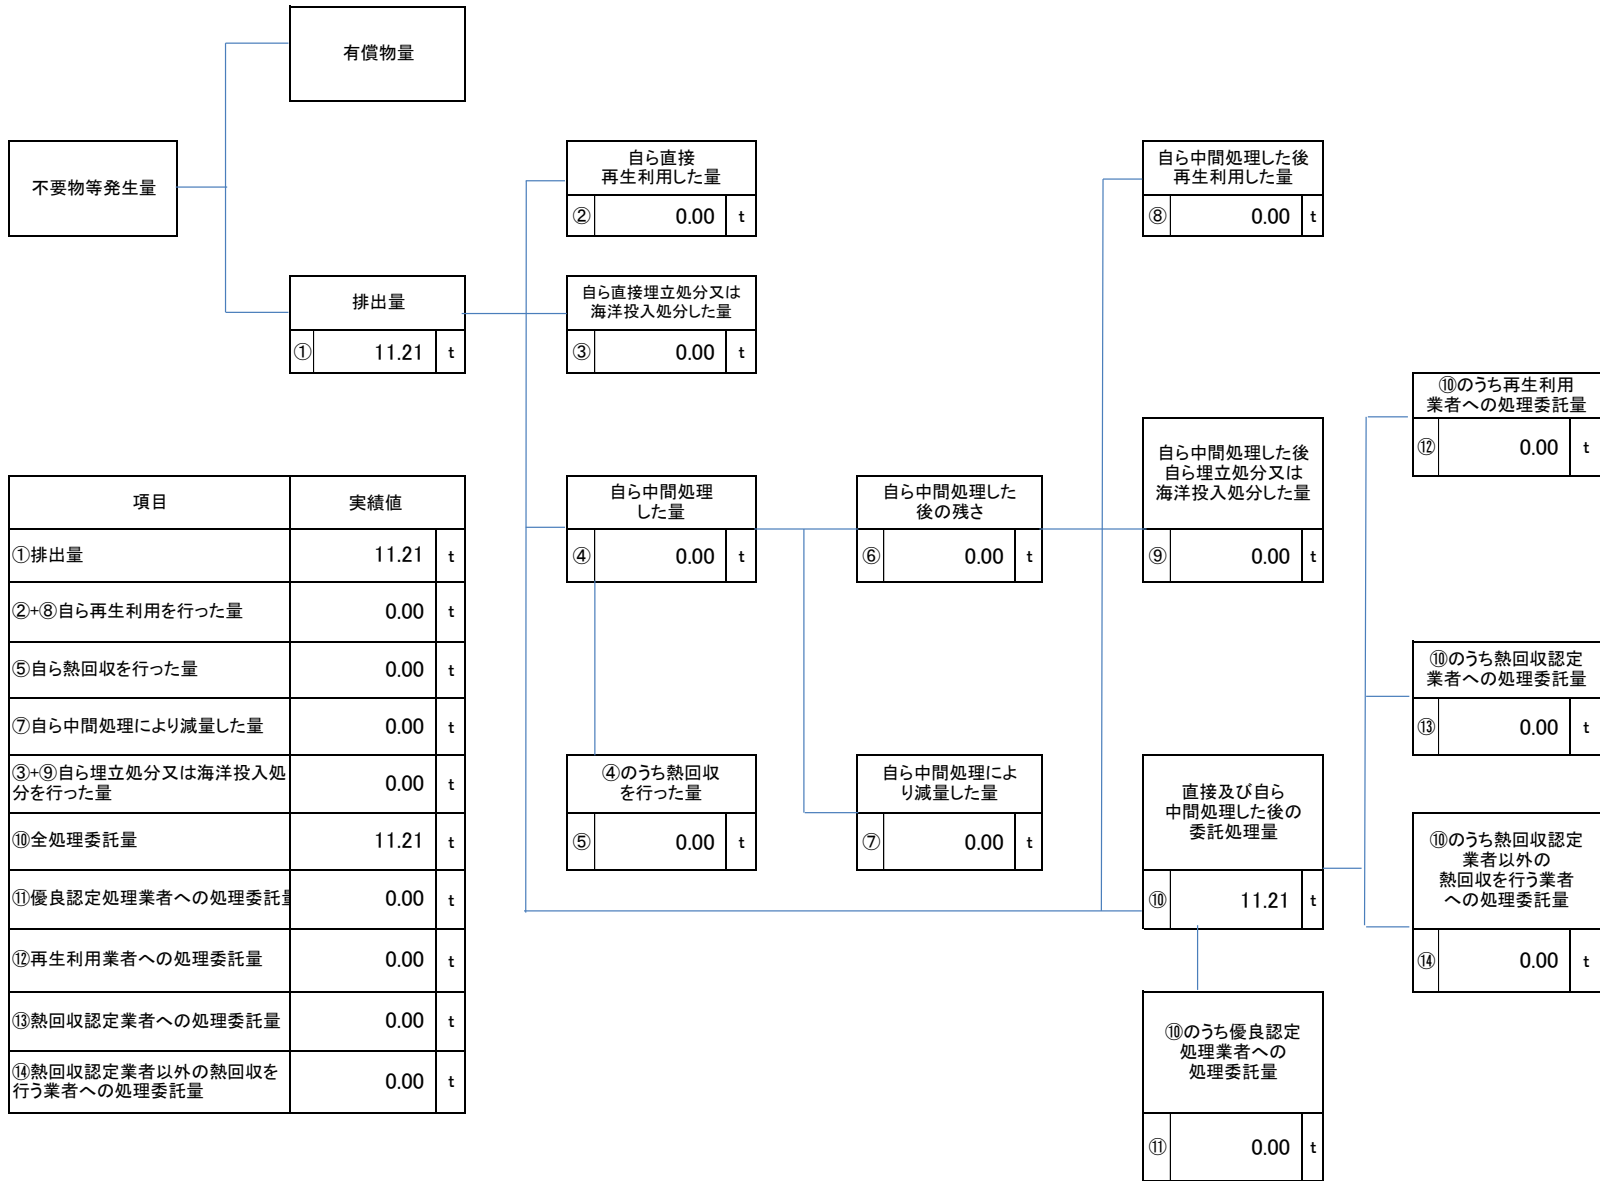 有償物量
不要物等発生量
排出量
① 11.21 t
自ら直接
再生利用した量
② 0.00 t
自ら直接埋立処分又は
海洋投入処分した量
③ 0.00 t
自ら中間処理
した量
④ 0.00 t
④のうち熱回収
を行った量
⑤ 0.00 t
自ら中間処理した
後の残さ
⑥ 0.00 t
自ら中間処理によ
り減量した量
⑦ 0.00 t
自ら中間処理した後
再生利用した量
⑧ 0.00 t
自ら中間処理した後
自ら埋立処分又は
海洋投入処分した量
⑨ 0.00 t
直接及び自ら
中間処理した後の
委託処理量
⑩ 11.21 t
⑩のうち優良認定
処理業者への
処理委託量
⑪ 0.00 t
⑩のうち再生利用
業者への処理委託量
⑫ 0.00 t
⑩のうち熱回収認定
業者への処理委託量
⑬ 0.00 t
⑩のうち熱回収認定
業者以外の
熱回収を行う業者
への処理委託量
⑭ 0.00 t
項目 実績値
①排出量 11.21 t
②+⑧自ら再生利用を行った量 0.00 t
⑤自ら熱回収を行った量 0.00 t
⑦自ら中間処理により減量した量 0.00 t
③+⑨自ら埋立処分又は海洋投入処
分を行った量 0.00 t
⑩全処理委託量 11.21 t
⑪優良認定処理業者への処理委託量 0.00 t
⑫再生利用業者への処理委託量 0.00 t
⑬熱回収認定業者への処理委託量 0.00 t
⑭熱回収認定業者以外の熱回収を
行う業者への処理委託量 0.00 t